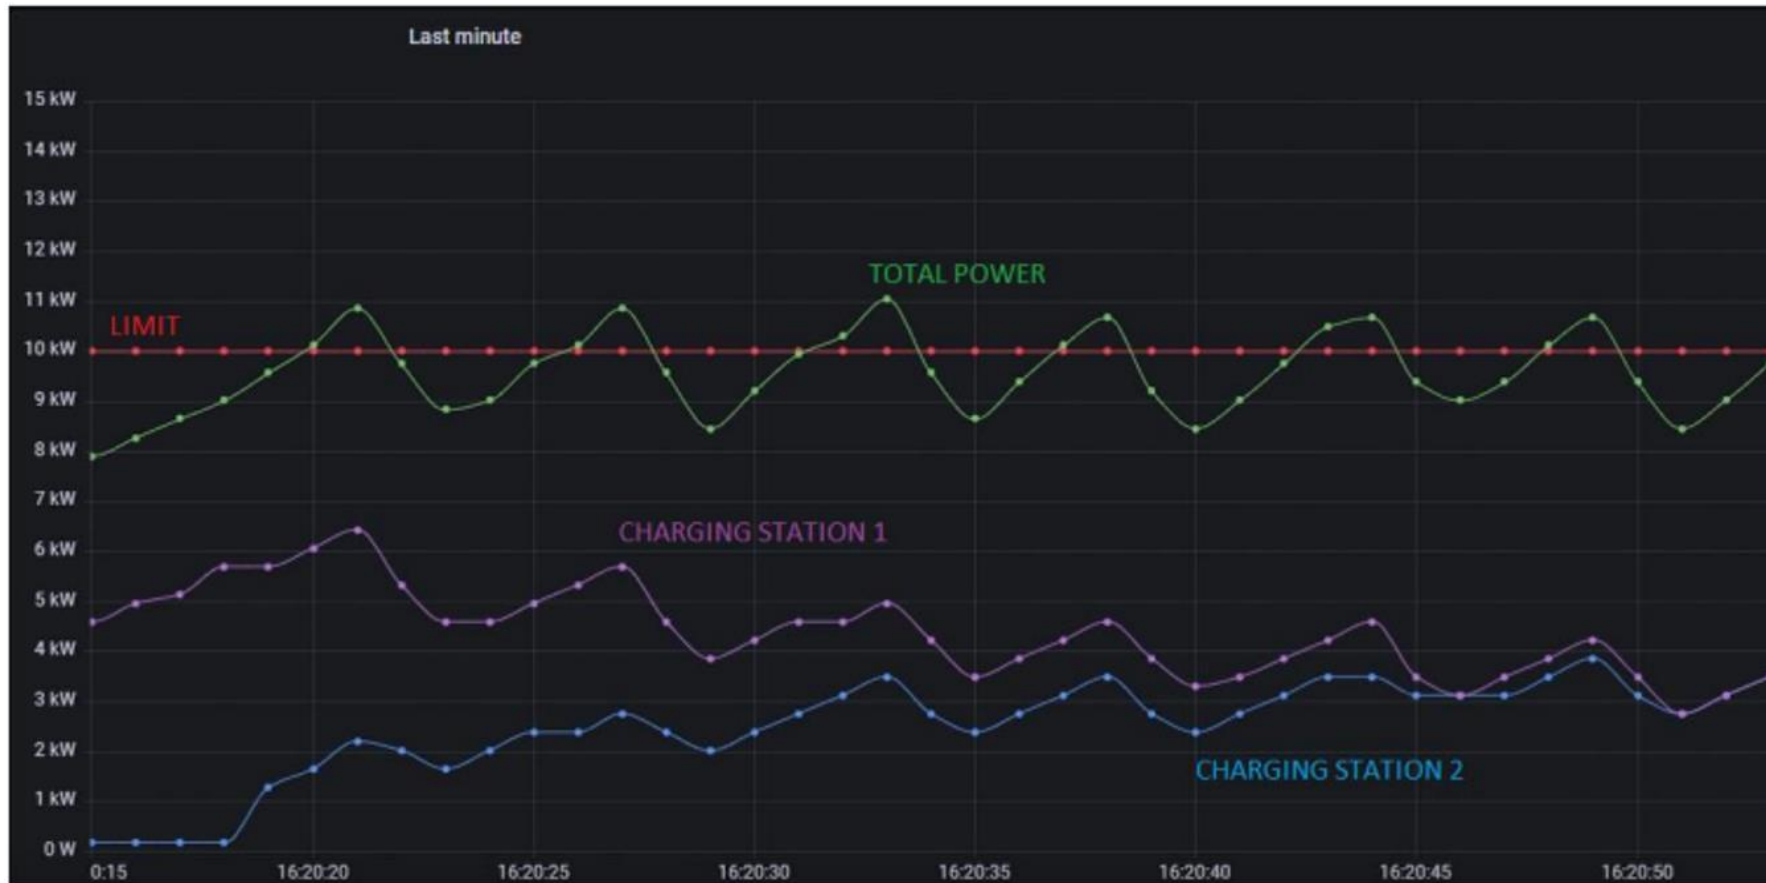 Last minute
15 kW
14 kW
13 kW
12 kW
TOTAL POWER
11 kW
LIMIT
10 kW
9 kW
8 kW
7 kW
CHARGING STATION 1
6 kW
5 kW
4 kW
3 kW
2 kW
CHARGING STATION 2
1 kW
0 W
0:15 16:20:20 16:20:25 16:20:30 16:20:35 16:20:40 16:20:45 16:20:50